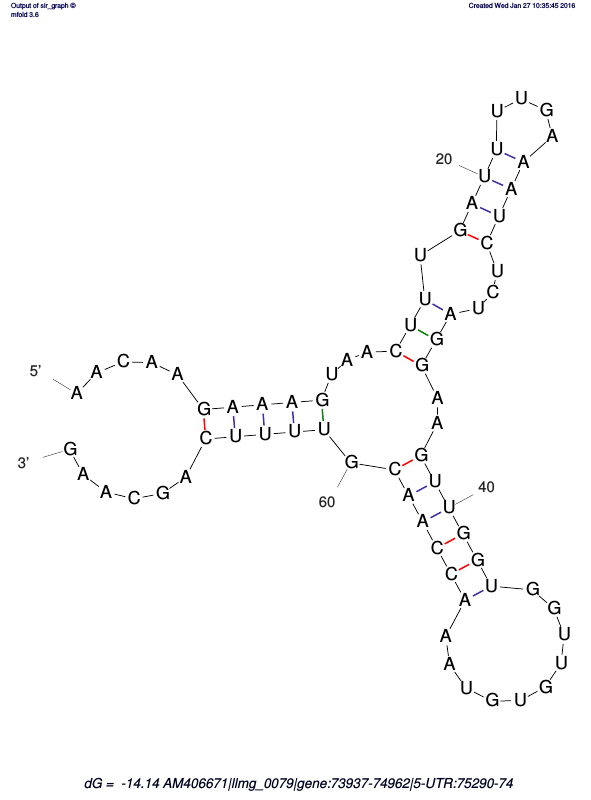 Output of sir_graph ©
mfold 3.6
Created Wed Jan 27 10:35:45 2016
5'
A A C A A G A A A G U A A C U U U G A U
20
U U U G A A A U C U C U A G G A A G U U
40
G G U G G U U G U G U A A A C C A A C G
60
U U U U C A G C A A G
3'
dG = -14.14 AM406671|llmg_0079|gene:73937-74962|5-UTR:75290-74